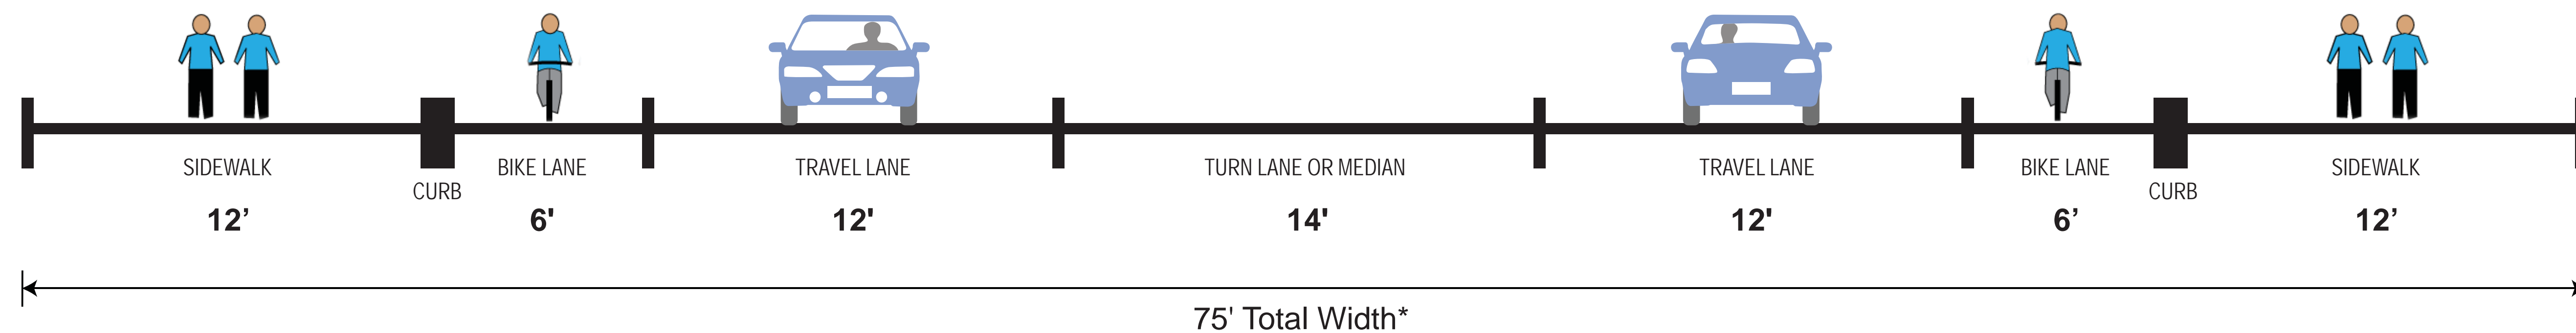 SIDEWALK
CURB
BIKE LANE
TRAVEL LANE
TURN LANE OR MEDIAN
TRAVEL LANE
BIKE LANE
CURB
SIDEWALK
12’
6'
12'
14'
12'
6’
12’
75' Total Width*